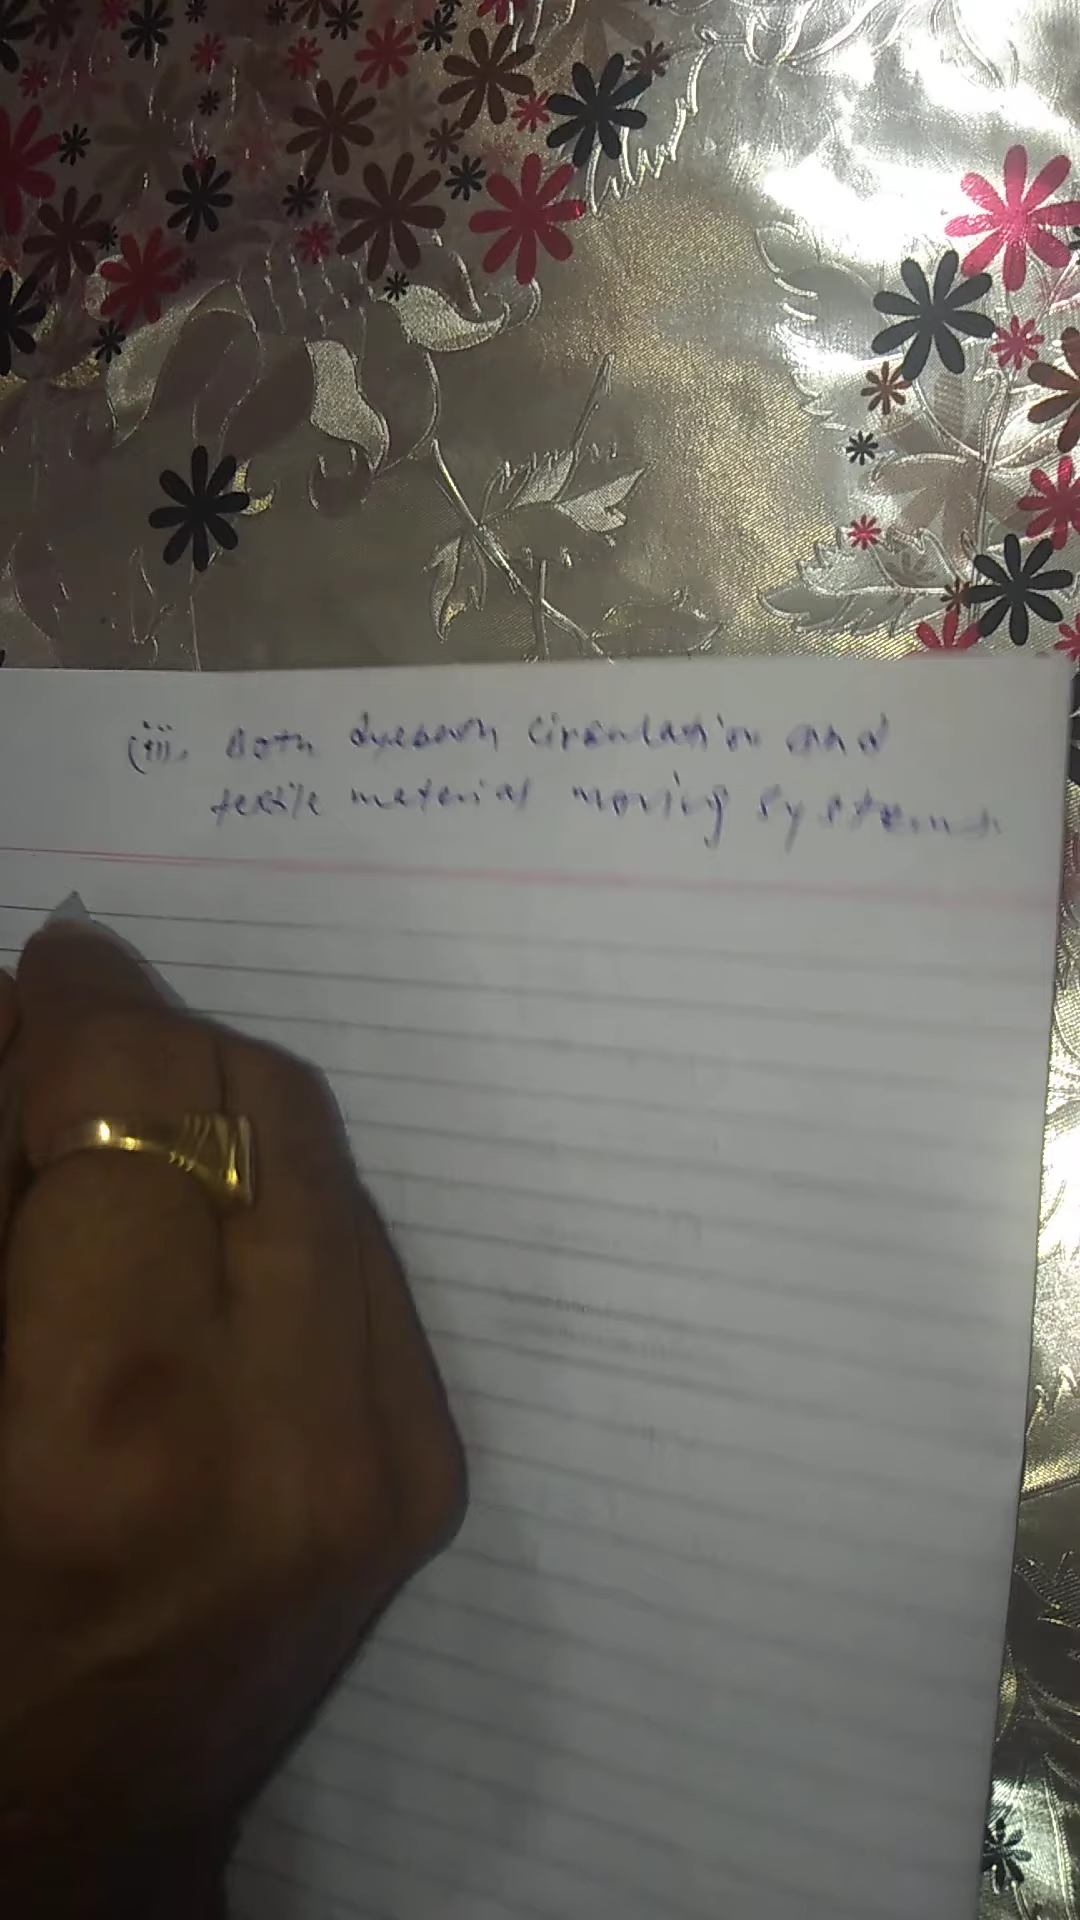 (iii. Both dyebath Circulation and
textile material moving systems.